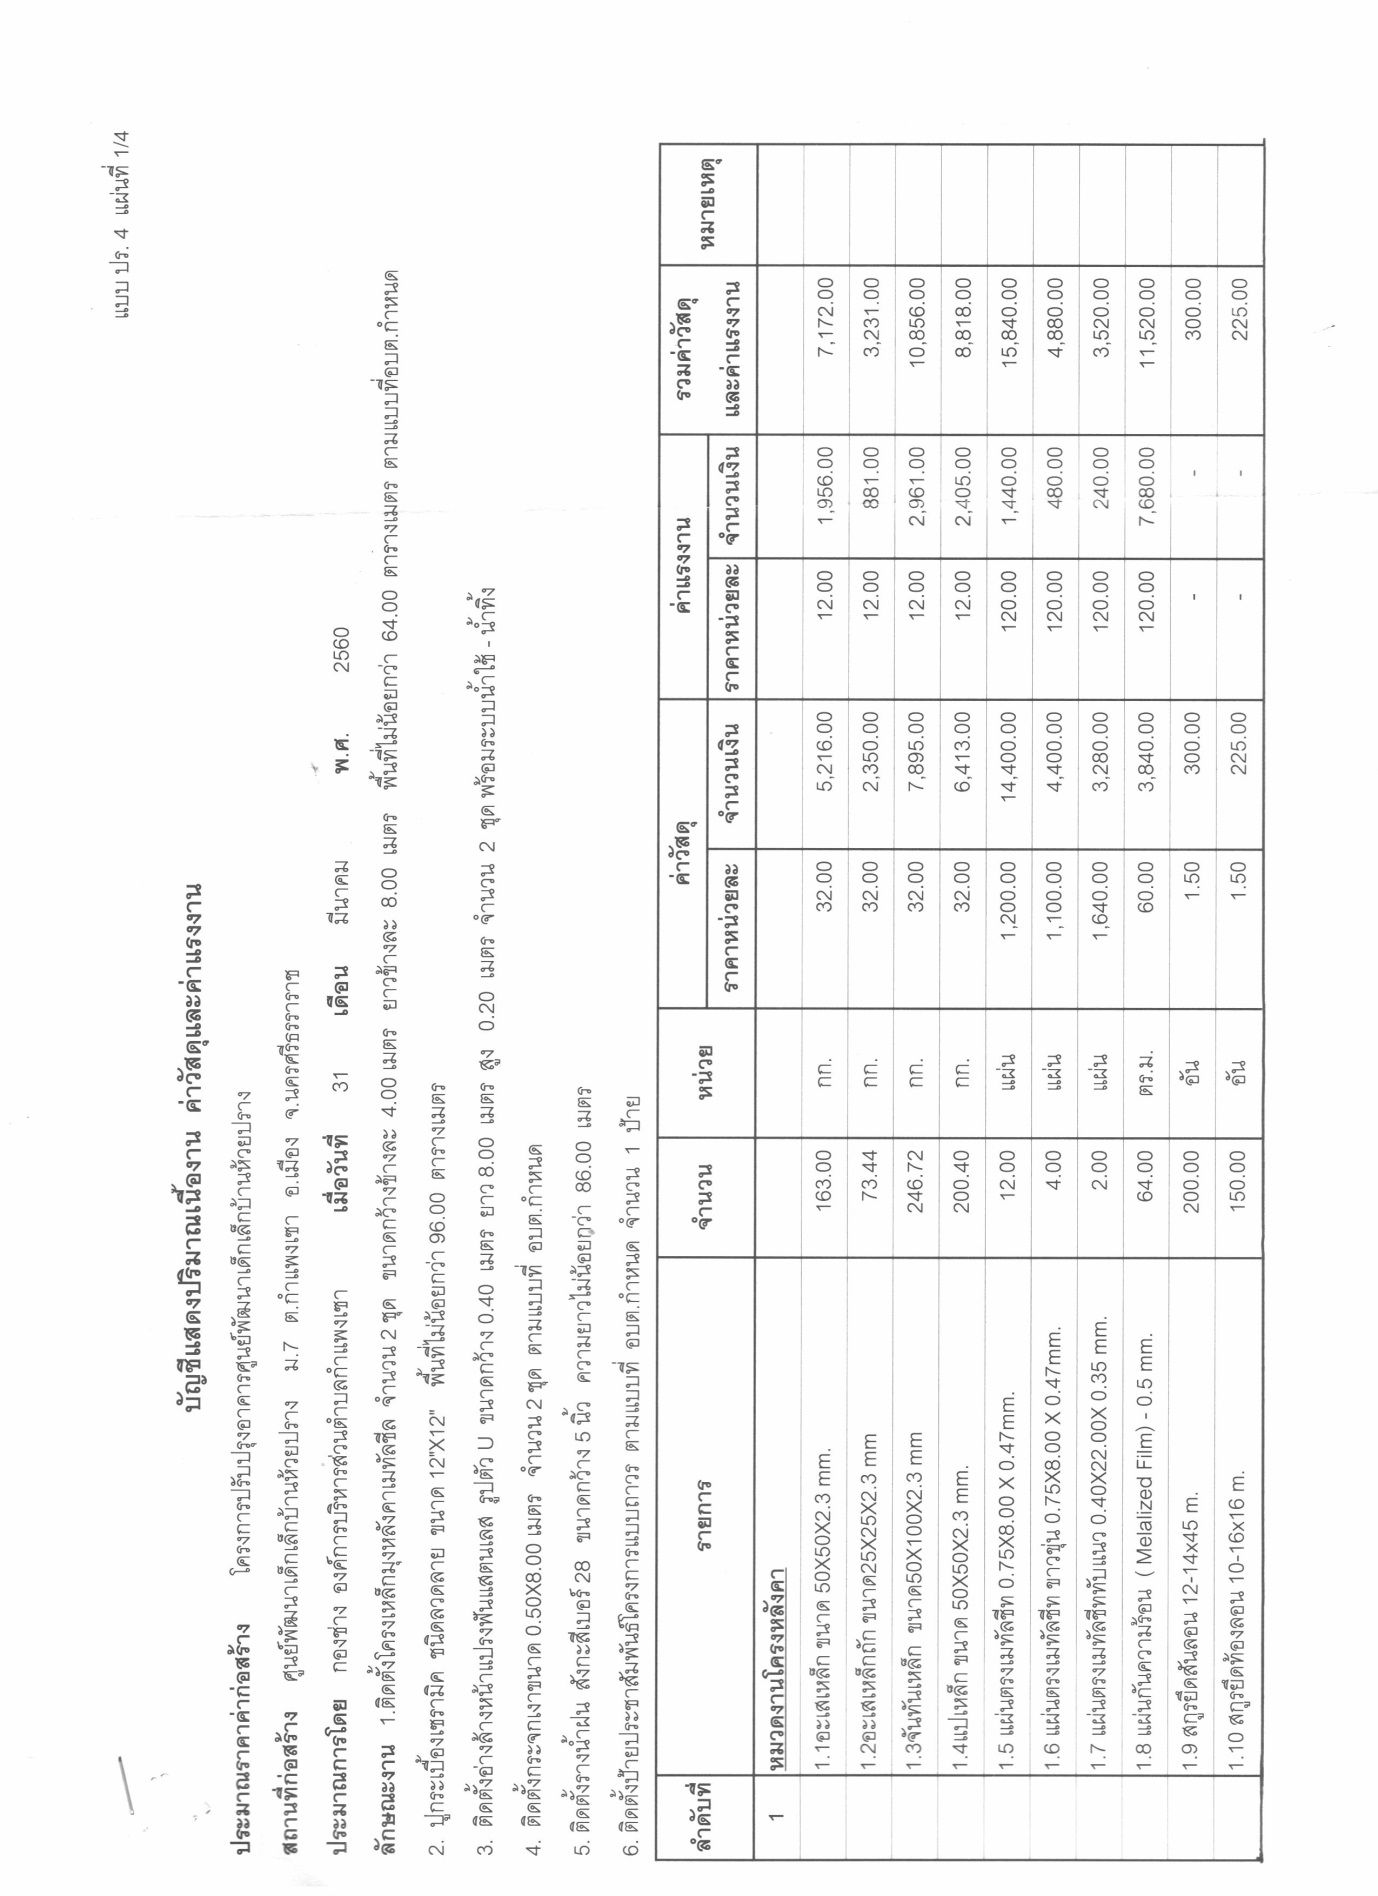 แบบ ปร. 4 แผ่นที่ 1/4
บัญชีแสดงปริมาณเนื้องาน ค่าวัสดุและค่าแรงงาน
ประมาณราคาค่าก่อสร้าง โครงการปรับปรุงอาคารศูนย์พัฒนาเด็กเล็กบ้านห้วยปราง
สถานที่ก่อสร้าง ศูนย์พัฒนาเด็กเล็กบ้านห้วยปราง ม.7 ต.กำแพงเซา อ.เมือง จ.นครศรีธรรราราช
ประมาณการโดย กองช่าง องค์การบริหารส่วนตำบลกำแพงเซา เมื่อวันที่ 31 เดือน มีนาคม พ.ศ. 2560
ลักษณะงาน 1.ติดตั้งโครงเหล็กมุงหลังคาเมทัลชีล จำนวน 2 ชุด ขนาดกว้างข้างละ 4.00 เมตร ยาวข้างละ 8.00 เมตร พื้นที่ไม่น้อยกว่า 64.00 ตารางเมตร ตามแบบที่อบต.กำหนด
2. ปูกระเบื้องเซรามิค ชนิดลวดลาย ขนาด 12"X12" พื้นที่ไม่น้อยกว่า 96.00 ตารางเมตร
3. ติดตั้งอ่างล้างหน้าแปรงฟันแสตนเลส รูปตัว U ขนาดกว้าง 0.40 เมตร ยาว 8.00 เมตร สูง 0.20 เมตร จำนวน 2 ชุด พร้อมระบบน้ำใช้ - น้ำทิ้ง
4. ติดตั้งกระจกเงาขนาด 0.50X8.00 เมตร จำนวน 2 ชุด ตามแบบที่ อบต.กำหนด
5. ติดตั้งรางน้ำฝน สังกะสีเบอร์ 28 ขนาดกว้าง 5 นิ้ว ความยาวไม่น้อยกว่า 86.00 เมตร
6. ติดตั้งป้ายประชาสัมพันธ์โครงการแบบถาวร ตามแบบที่ อบต.กำหนด จำนวน 1 ป้าย
ลำดับที่ รายการ จำนวน หน่วย ค่าวัสดุ ค่าแรงงาน รวมค่าวัสดุ หมายเหตุ
ราคาหน่วยละ จำนวนเงิน ราคาหน่วยละ จำนวนเงิน และค่าแรงงาน
1 หมวดงานโครงหลังคา
1.1อะเสเหล็ก ขนาด 50X50X2.3 mm. 163.00 กก. 32.00 5,216.00 12.00 1,956.00 7,172.00
1.2อะเสเหล็กถัก ขนาด25X25X2.3 mm 73.44 กก. 32.00 2,350.00 12.00 881.00 3,231.00
1.3จันทันเหล็ก ขนาด50X100X2.3 mm 246.72 กก. 32.00 7,895.00 12.00 2,961.00 10,856.00
1.4แปเหล็ก ขนาด 50X50X2.3 mm. 200.40 กก. 32.00 6,413.00 12.00 2,405.00 8,818.00
1.5 แผ่นตรงเมทัลชีท 0.75X8.00 X 0.47mm. 12.00 แผ่น 1,200.00 14,400.00 120.00 1,440.00 15,840.00
1.6 แผ่นตรงเมทัลชีท ขาวขุ่น 0.75X8.00 X 0.47mm. 4.00 แผ่น 1,100.00 4,400.00 120.00 480.00 4,880.00
1.7 แผ่นตรงเมทัลชีททับแนว 0.40X22.00X 0.35 mm. 2.00 แผ่น 1,640.00 3,280.00 120.00 240.00 3,520.00
1.8 แผ่นกันความร้อน ( Melalized Film) - 0.5 mm. 64.00 ตร.ม. 60.00 3,840.00 120.00 7,680.00 11,520.00
1.9 สกูรยึดสันลอน 12-14x45 m. 200.00 อัน 1.50 300.00 - - 300.00
1.10 สกูรยึดท้องลอน 10-16x16 m. 150.00 อัน 1.50 225.00 - - 225.00